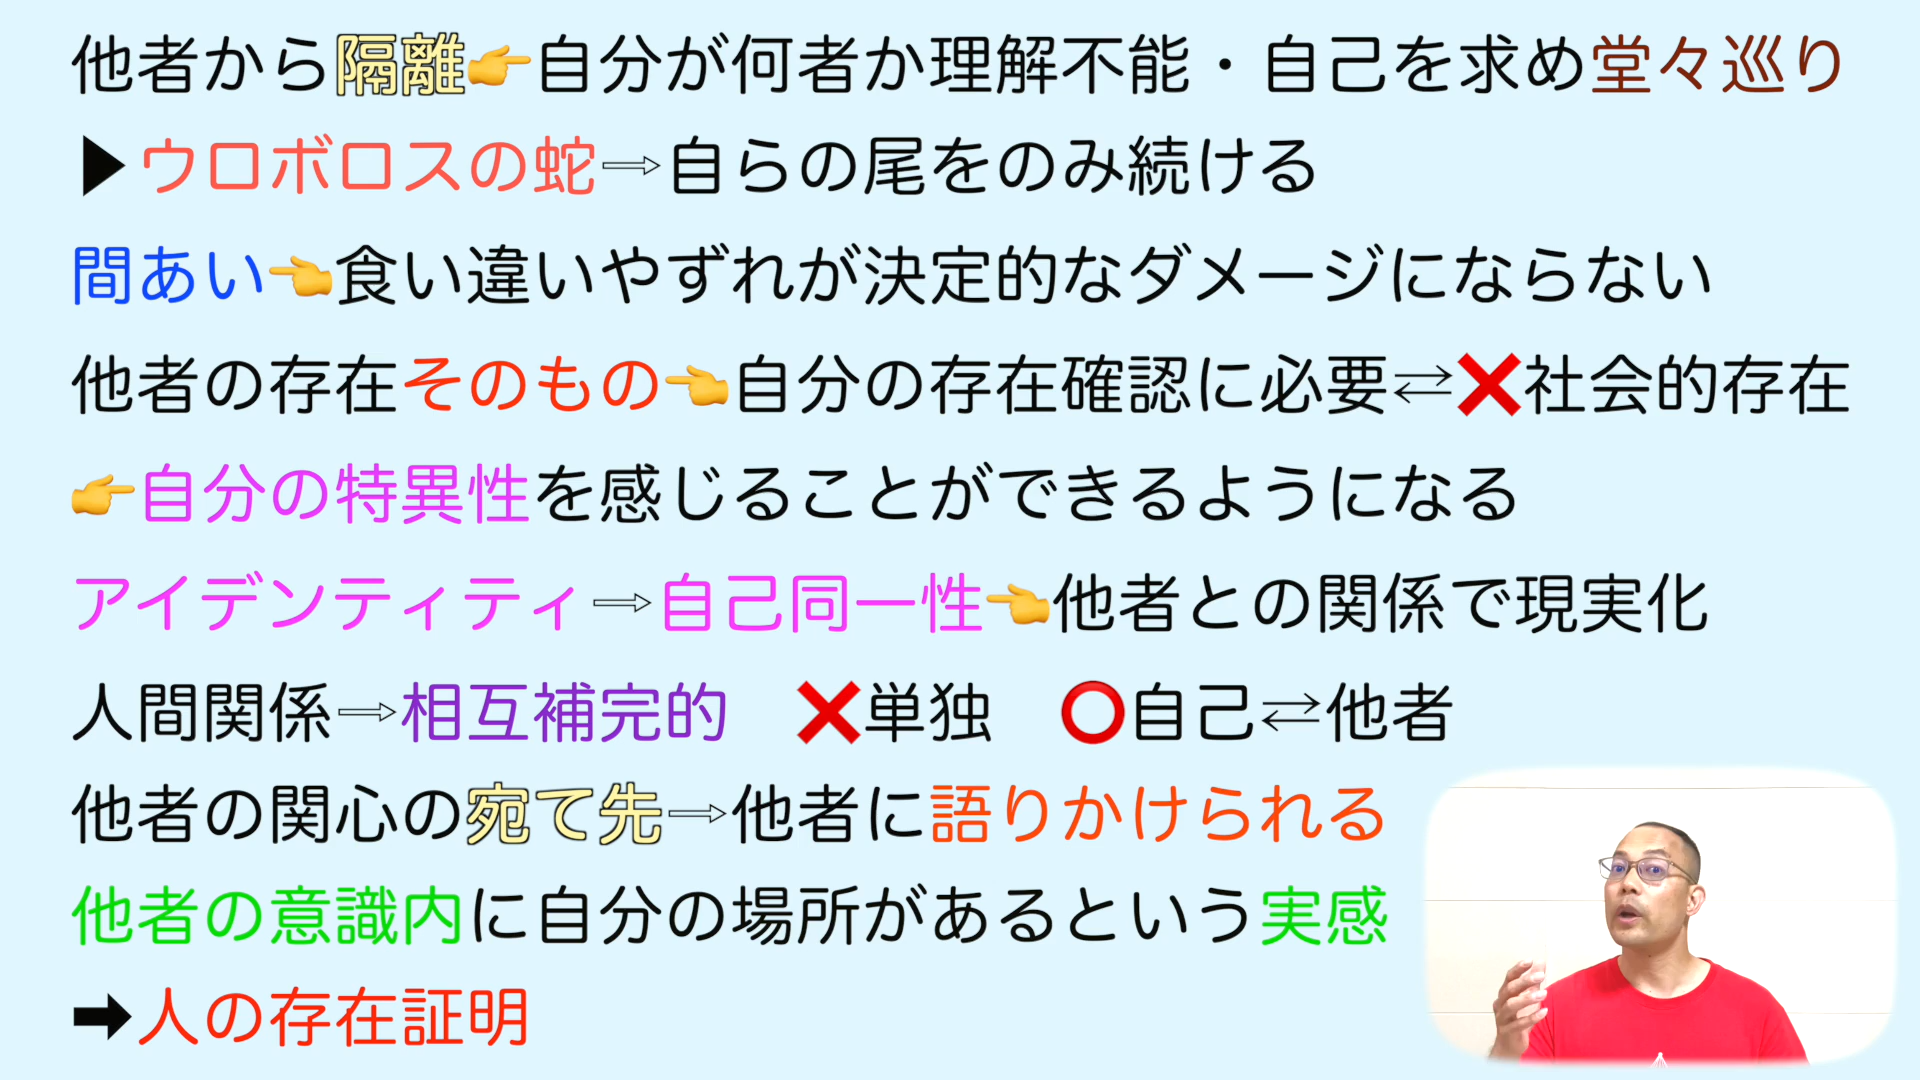 他者から隔離👉自分が何者か理解不能・自己を求め堂々巡り
▶ウロボロスの蛇⇨自らの尾をのみ続ける
間あい👈食い違いやずれが決定的なダメージにならない
他者の存在そのもの👈自分の存在確認に必要⇄❌社会的存在
👉自分の特異性を感じることができるようになる
アイデンティティ⇨自己同一性👈他者との関係で現実化
人間関係⇨相互補完的　❌単独　⭕自己⇄他者
他者の関心の宛て先⇨他者に語りかけられる
他者の意識内に自分の場所があるという実感
➡人の存在証明